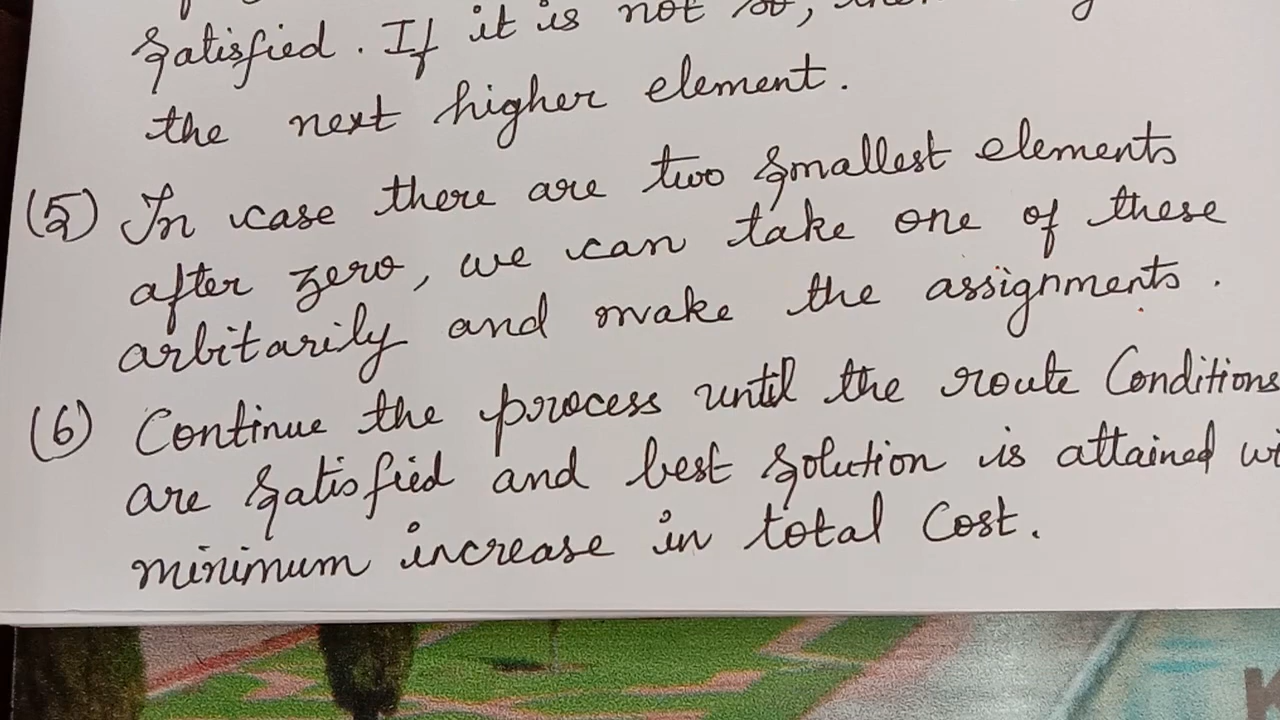 satisfied. If it is not so,
the next higher element.
(5) In case there are two smallest elements
after zero, we can take one of these
arbitarily and make the assignments.
(6) Continue the process until the route Conditions
are satisfied and best solution is attained
minimum increase in total Cost.